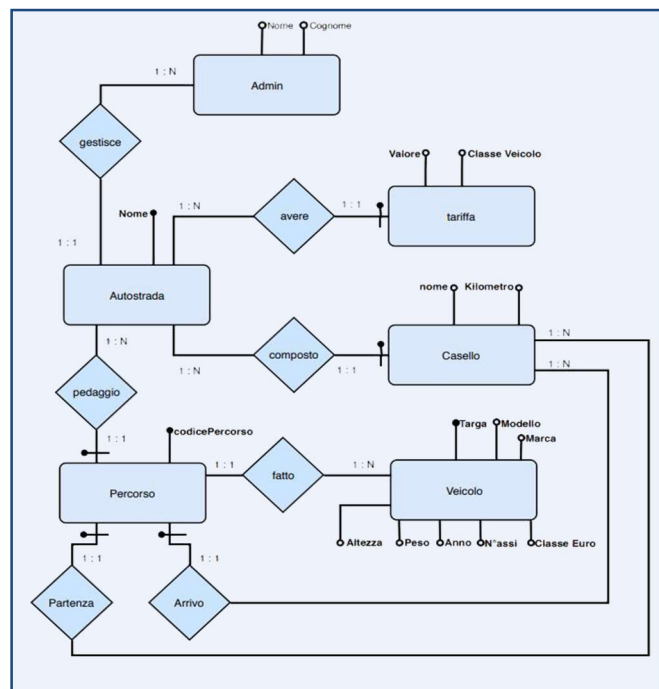 Nome Cognome
1 : N
Admin
gestisce
Valore Classe Veicolo
1 : N 1 : 1
Nome avere tariffa
1 : 1
Autostrada nome Kilometro
1 : N 1 : N
composto Casello
1 : N 1 : 1 1 : N
pedaggio
1 : 1 Targa Modello
codicePercorso Marca
1 : 1 1 : N
Percorso fatto Veicolo
Altezza Peso Anno N°assi Classe Euro
1 : 1 1 : 1
Partenza Arrivo